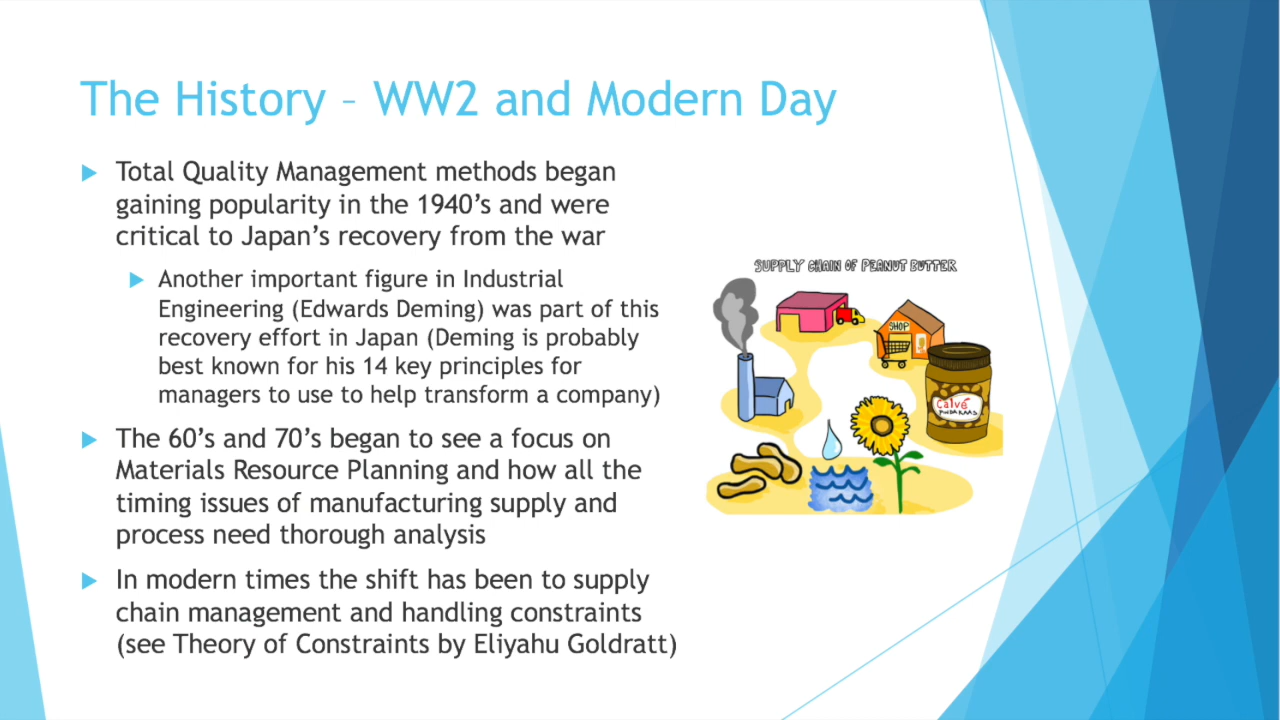 The History – WW2 and Modern Day
Total Quality Management methods began
gaining popularity in the 1940's and were
critical to Japan's recovery from the war
Another important figure in Industrial
Engineering (Edwards Deming) was part of this
recovery effort in Japan (Deming is probably
best known for his 14 key principles for
managers to use to help transform a company)
The 60's and 70's began to see a focus on
Materials Resource Planning and how all the
timing issues of manufacturing supply and
process need thorough analysis
In modern times the shift has been to supply
chain management and handling constraints
(see Theory of Constraints by Eliyahu Goldratt)
SUPPLY CHAIN OF PEANUT BUTTER
SHOP
Calvé
PINDAKAAS